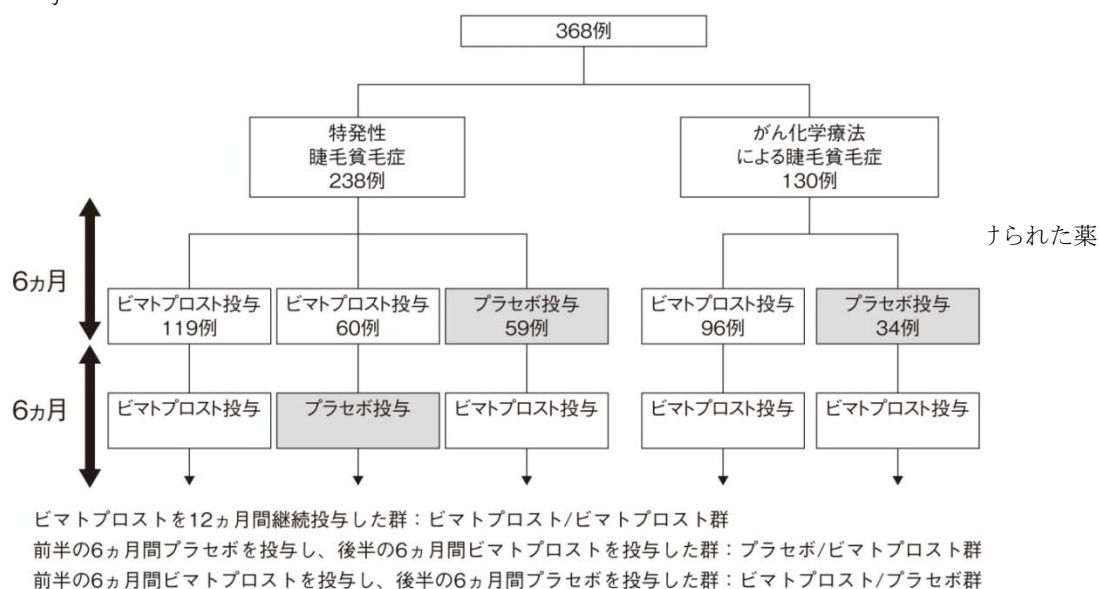 368例
特発性
睫毛貧毛症
238例
がん化学療法
による睫毛貧毛症
130例
けられた薬
6ヵ月
ビマトプロスト投与
119例
ビマトプロスト投与
60例
プラセボ投与
59例
ビマトプロスト投与
96例
プラセボ投与
34例
6ヵ月
ビマトプロスト投与
プラセボ投与
ビマトプロスト投与
ビマトプロスト投与
ビマトプロスト投与
ビマトプロストを12ヵ月間継続投与した群：ビマトプロスト/ビマトプロスト群
前半の6ヵ月間プラセボを投与し、後半の6ヵ月間ビマトプロストを投与した群：プラセボ/ビマトプロスト群
前半の6ヵ月間ビマトプロストを投与し、後半の6ヵ月間プラセボを投与した群：ビマトプロスト/プラセボ群